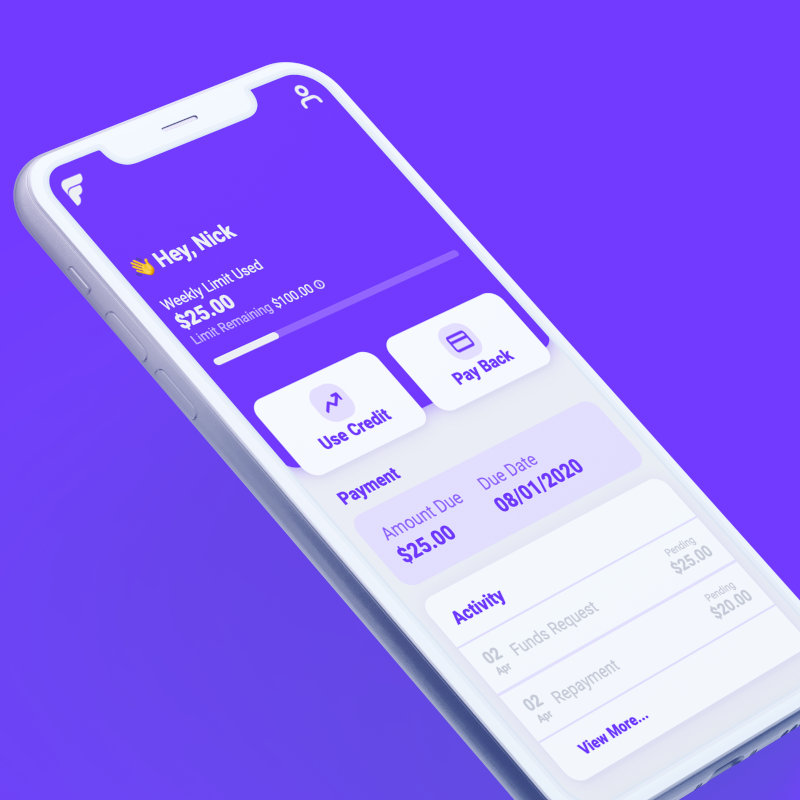 👋 Hey, Nick
Weekly Limit Used
$25.00
Limit Remaining $100.00
Use Credit
Pay Back
Payment
Amount Due
$25.00
Due Date
08/01/2020
Activity
02 Apr Funds Request Pending $25.00
02 Apr Repayment Pending $20.00
View More...